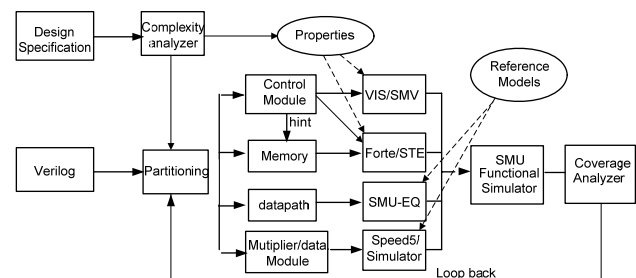 Design
Specification
Complexity
analyzer
Properties
Reference
Models
Control
Module
VIS/SMV
hint
Verilog
Partitioning
Memory
Forte/STE
SMU
Functional
Simulator
Coverage
Analyzer
datapath
SMU-EQ
Mutiplier/data
Module
Speed5/
Simulator
Loop back